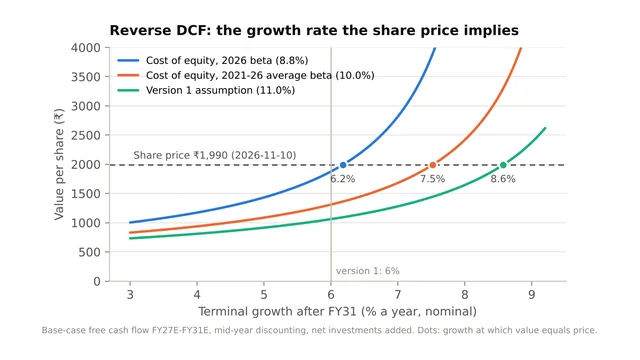 Reverse DCF: the growth rate the share price implies
Value per share (₹)
4000
3500
3000
2500
2000
1500
1000
500
0
Cost of equity, 2026 beta (8.8%)
Cost of equity, 2021-26 average beta (10.0%)
Version 1 assumption (11.0%)
Share price ₹1,990 (2026-11-10)
6.2%
7.5%
8.6%
version 1: 6%
3
4
5
6
7
8
9
Terminal growth after FY31 (% a year, nominal)
Base-case free cash flow FY27E-FY31E, mid-year discounting, net investments added. Dots: growth at which value equals price.